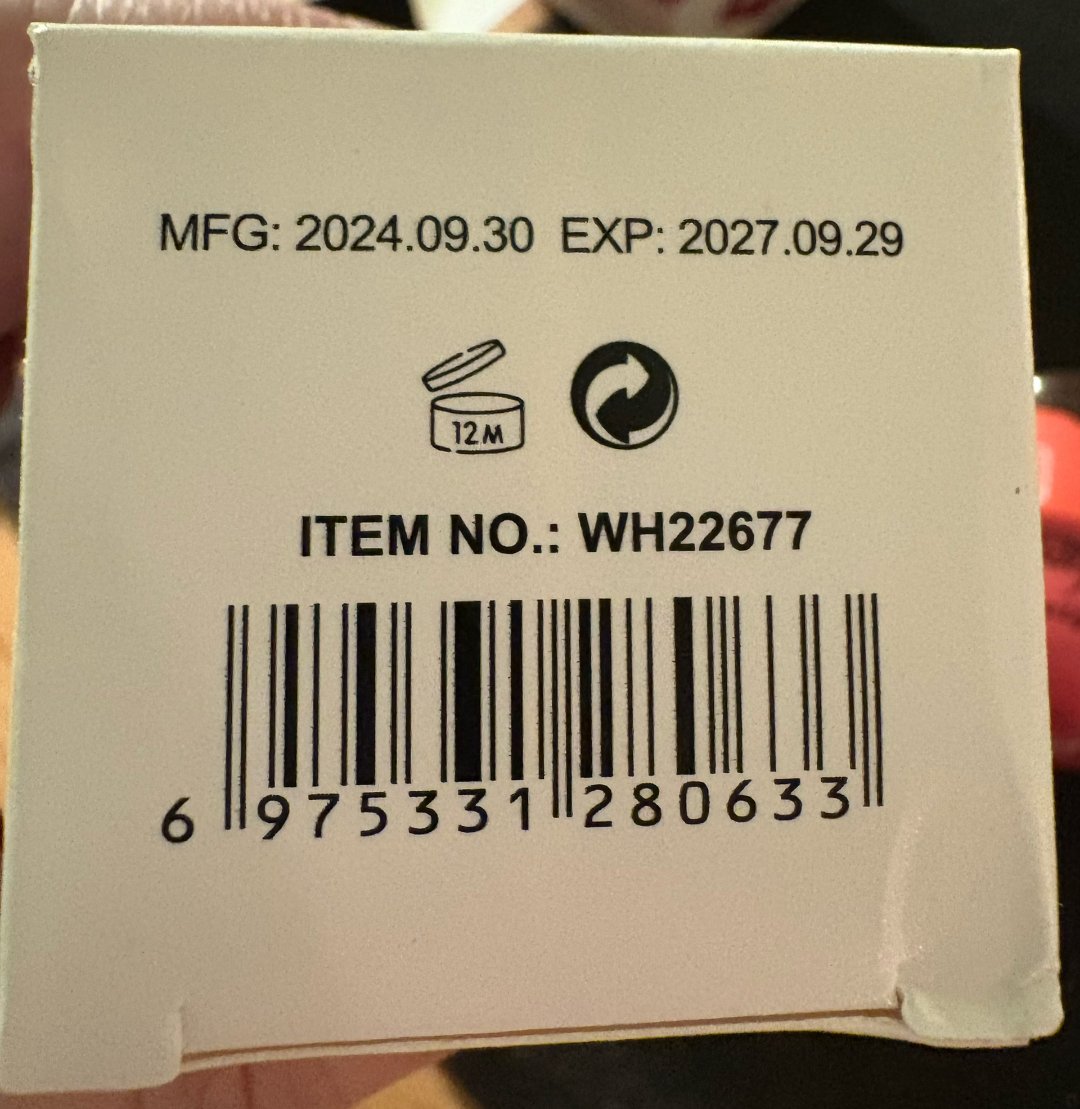 MFG: 2024.09.30 EXP: 2027.09.29
12M
ITEM NO.: WH22677
6 975331 280633